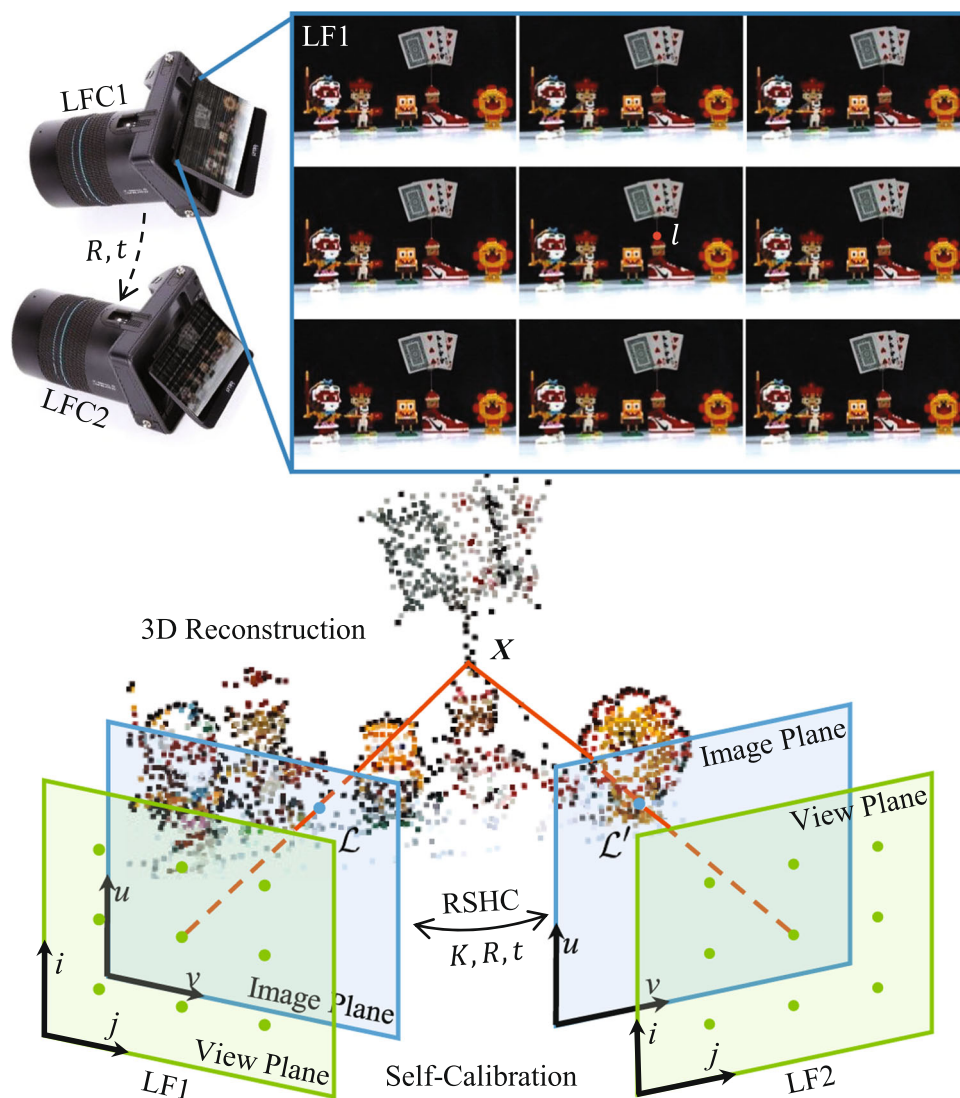 LF1
LFC1
R, t
l
LFC2
3D Reconstruction
X
Image Plane
View Plane
ℒ
ℒ′
u
RSHC
K, R, t
u
i
v
Image Plane
v
i
j
View Plane
j
LF1
Self-Calibration
LF2